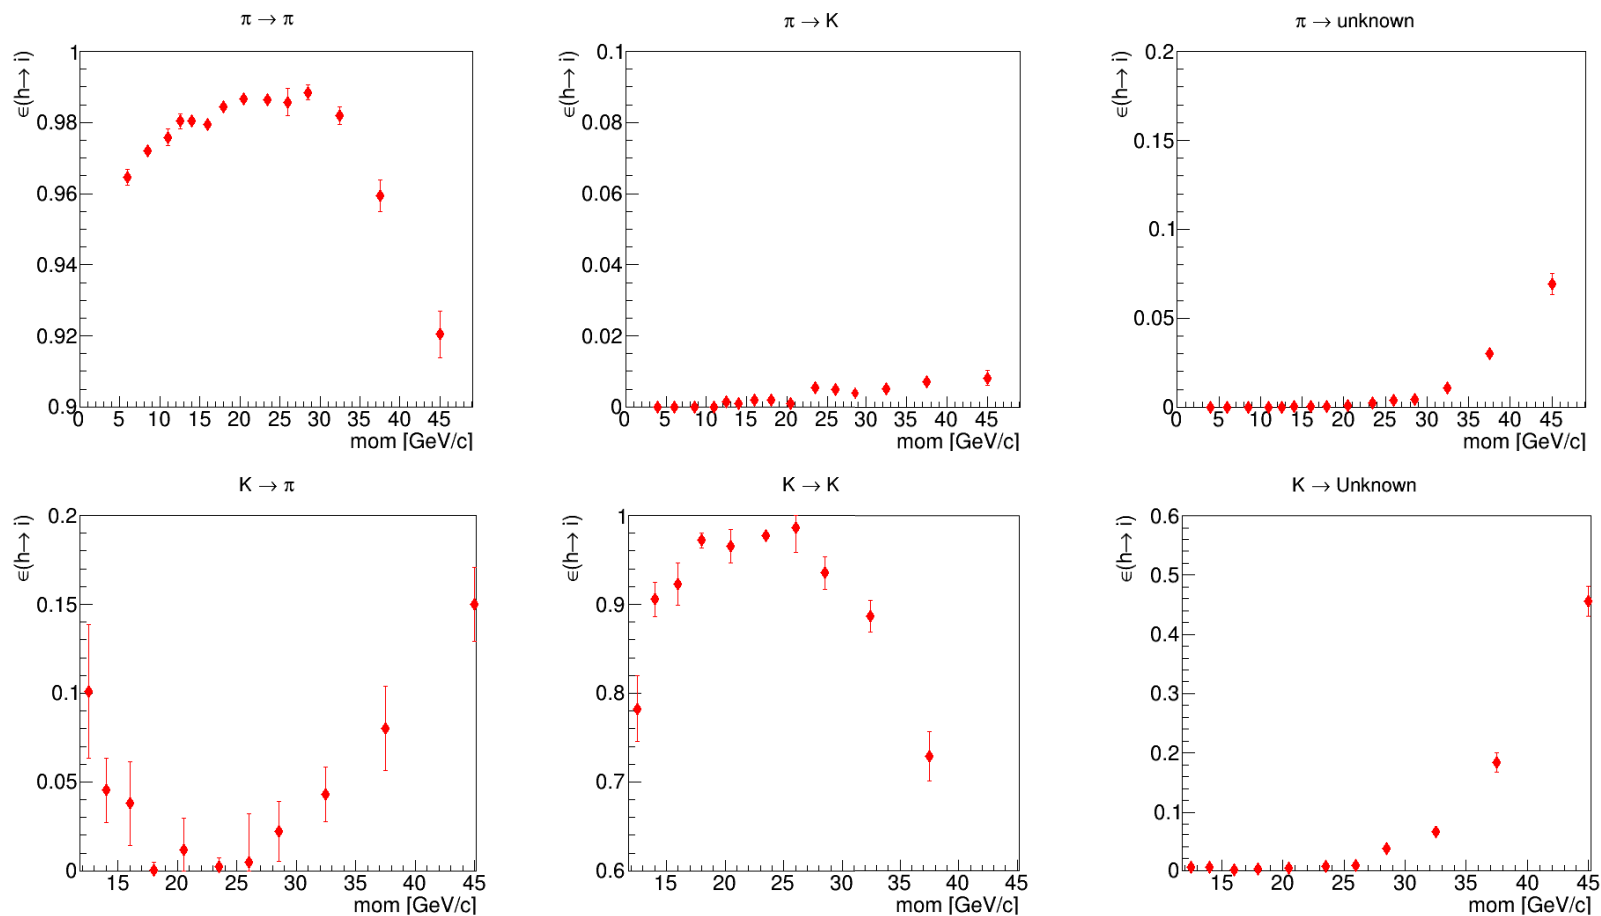 π → π
π → K
π → unknown
ϵ(h→ i)
1
0.98
0.96
0.94
0.92
0.9
0 5 10 15 20 25 30 35 40 45
mom [GeV/c]
ϵ(h→ i)
0.1
0.08
0.06
0.04
0.02
0
0 5 10 15 20 25 30 35 40 45
mom [GeV/c]
ϵ(h→ i)
0.2
0.15
0.1
0.05
0
0 5 10 15 20 25 30 35 40 45
mom [GeV/c]
K → π
K → K
K → Unknown
ϵ(h→ i)
0.2
0.15
0.1
0.05
0
15 20 25 30 35 40 45
mom [GeV/c]
ϵ(h→ i)
1
0.9
0.8
0.7
0.6
15 20 25 30 35 40 45
mom [GeV/c]
ϵ(h→ i)
0.6
0.5
0.4
0.3
0.2
0.1
0
15 20 25 30 35 40 45
mom [GeV/c]